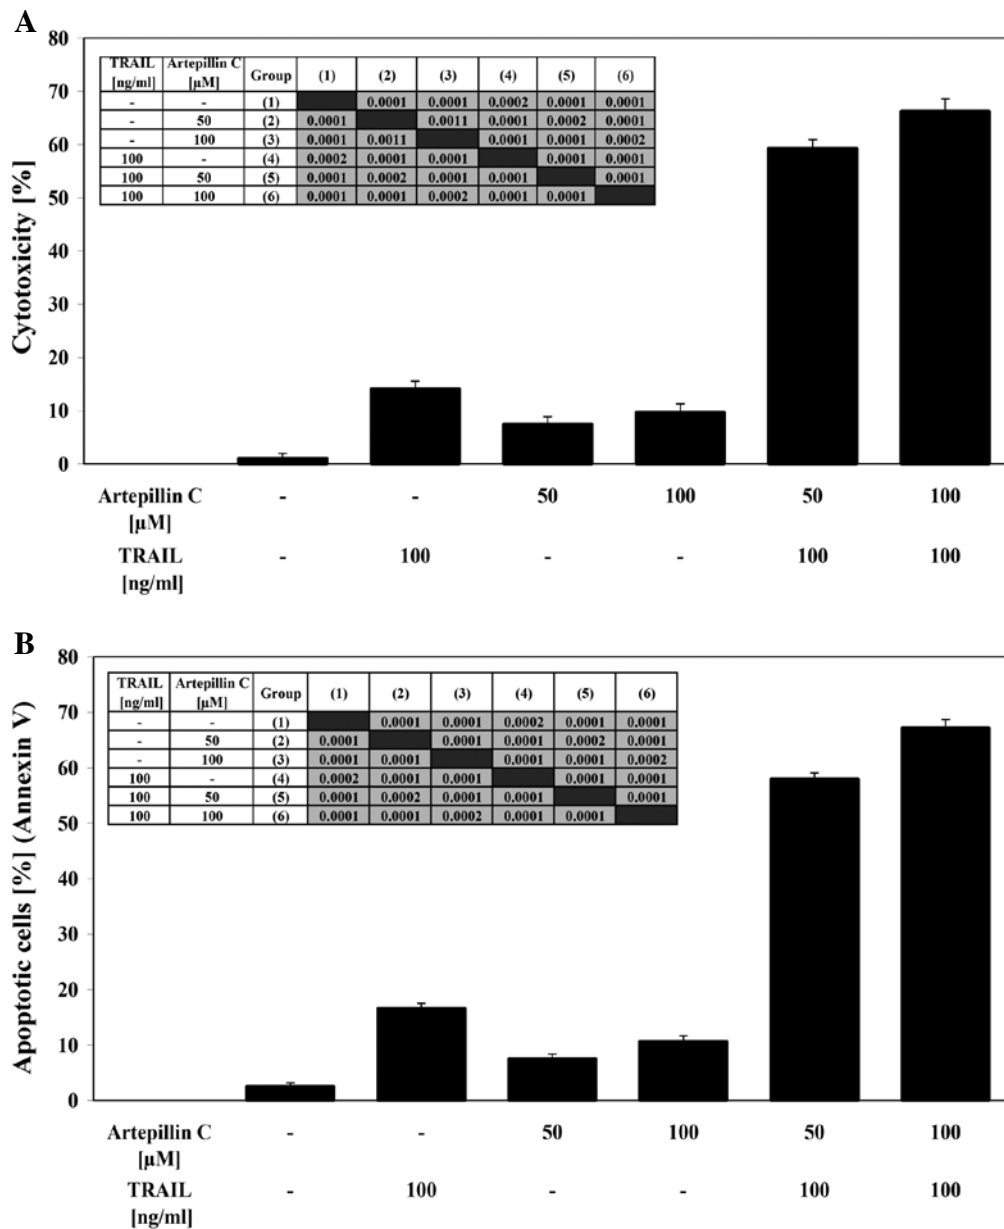 A
80
70
60
50
40
30
20
10
0
Cytotoxicity [%]
TRAIL [ng/ml] Artepillin C [µM] Group (1) (2) (3) (4) (5) (6)
- - (1) 0.0001 0.0001 0.0002 0.0001 0.0001
- 50 (2) 0.0001 0.0011 0.0001 0.0002 0.0001
- 100 (3) 0.0001 0.0011 0.0001 0.0001 0.0002
100 - (4) 0.0002 0.0001 0.0001 0.0001 0.0001
100 50 (5) 0.0001 0.0002 0.0001 0.0001 0.0001
100 100 (6) 0.0001 0.0001 0.0002 0.0001 0.0001
Artepillin C - - 50 100 50 100
[µM]
TRAIL - 100 - - 100 100
[ng/ml]
B
80
70
60
50
40
30
20
10
0
Apoptotic cells [%] (Annexin V)
TRAIL [ng/ml] Artepillin C [µM] Group (1) (2) (3) (4) (5) (6)
- - (1) 0.0001 0.0001 0.0002 0.0001 0.0001
- 50 (2) 0.0001 0.0001 0.0001 0.0002 0.0001
- 100 (3) 0.0001 0.0001 0.0001 0.0001 0.0002
100 - (4) 0.0002 0.0001 0.0001 0.0001 0.0001
100 50 (5) 0.0001 0.0002 0.0001 0.0001 0.0001
100 100 (6) 0.0001 0.0001 0.0002 0.0001 0.0001
Artepillin C - - 50 100 50 100
[µM]
TRAIL - 100 - - 100 100
[ng/ml]